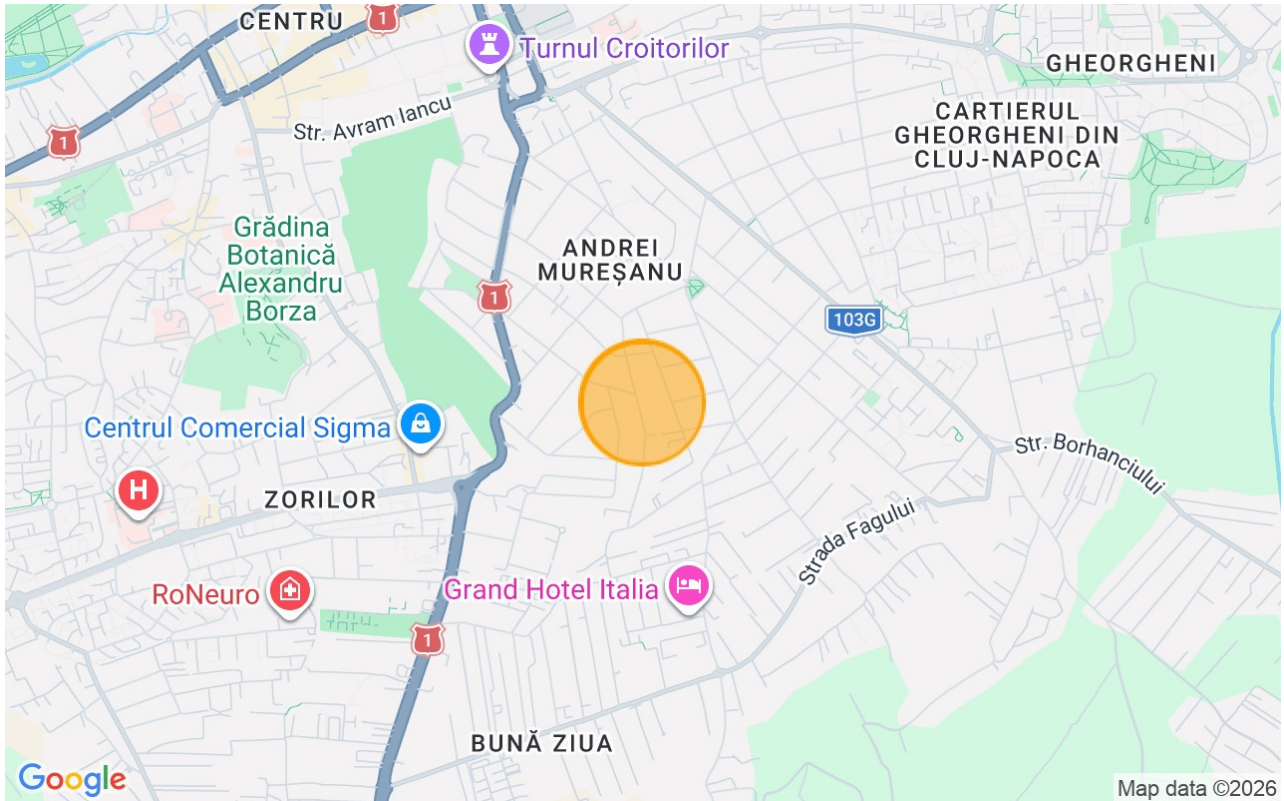 CENTRU
1
Turnul Croitorilor
GHEORGHENI
Str. Avram Iancu
CARTIERUL
GHEORGHENI DIN
CLUJ-NAPOCA
1
Grădina
Botanică
Alexandru
Borza
ANDREI
MUREȘANU
1
103G
Centrul Comercial Sigma
Str. Borhanciului
H
ZORILOR
Strada Fagului
RoNeuro
Grand Hotel Italia
1
BUNĂ ZIUA
Google
Map data ©2026